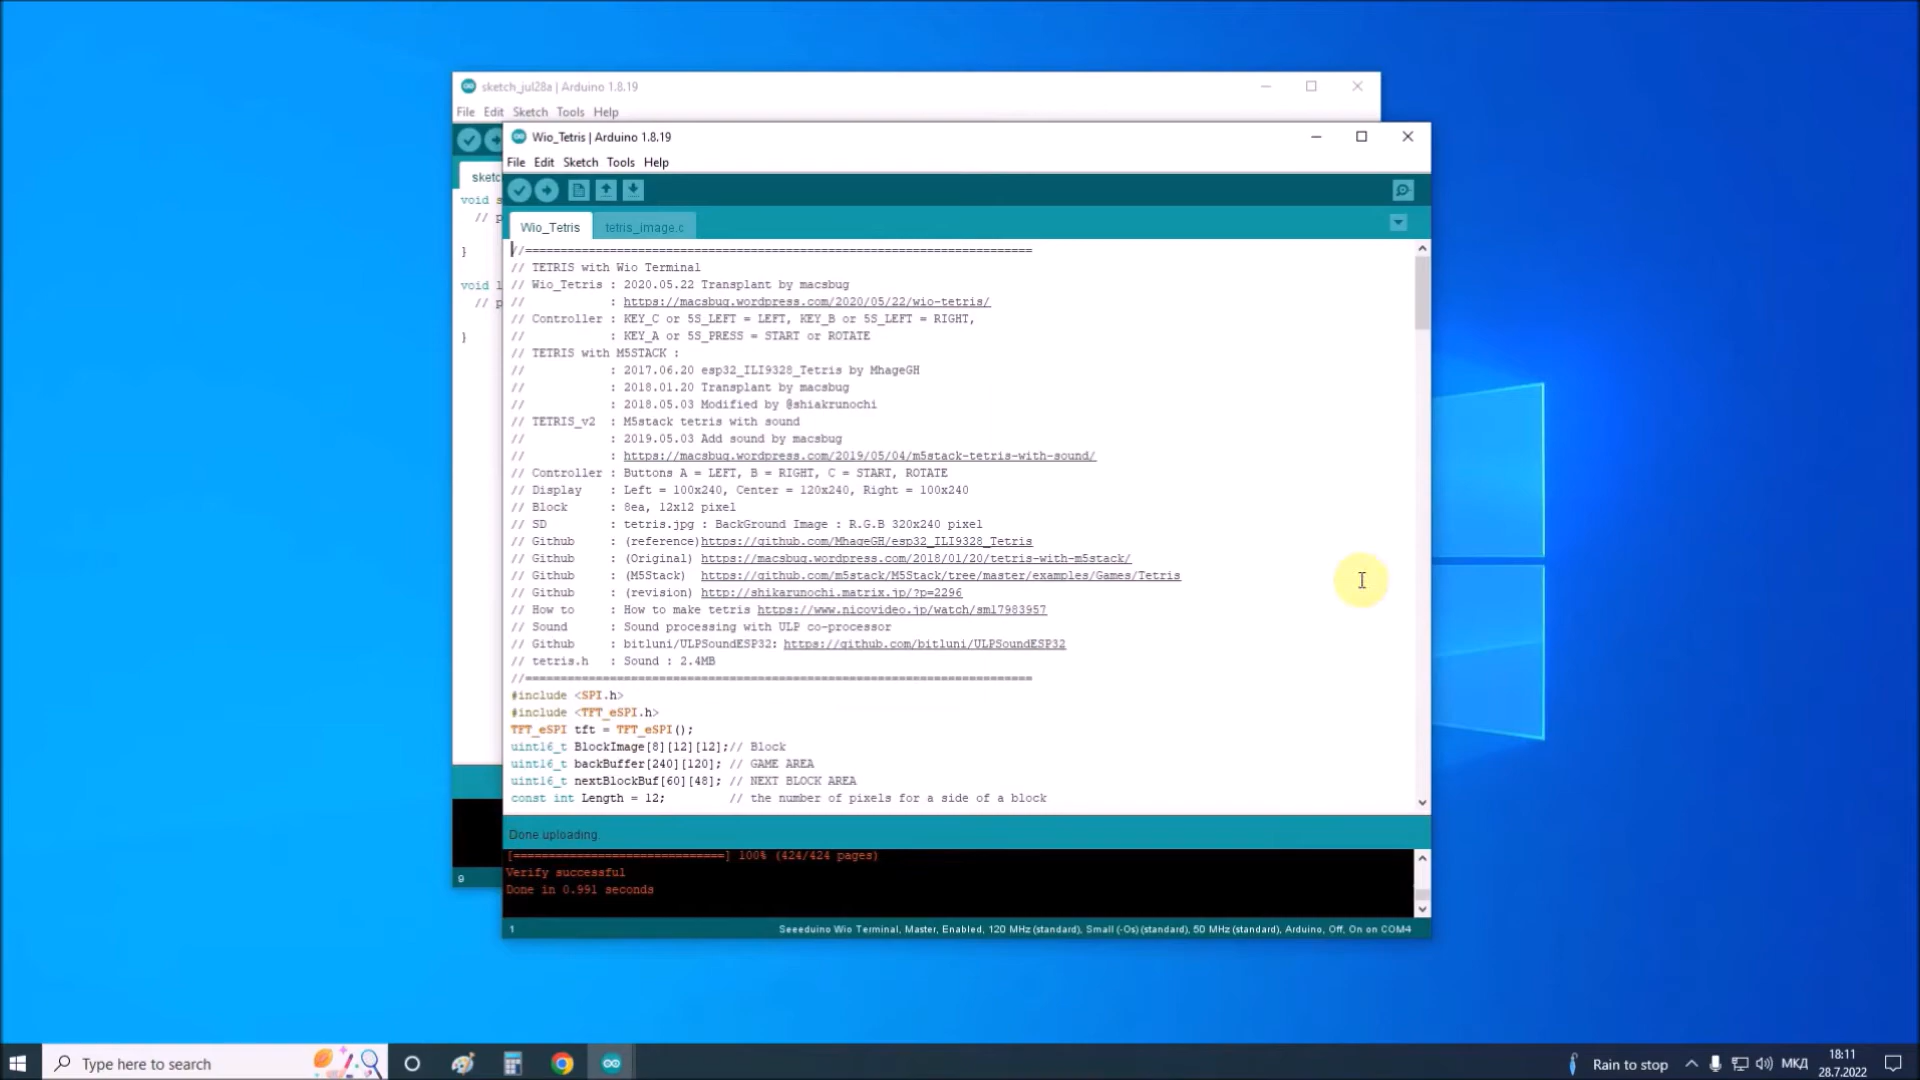 sketch_jul28a | Arduino 1.8.19
File Edit Sketch Tools Help
Wio_Tetris | Arduino 1.8.19
File Edit Sketch Tools Help
sketc
Wio_Tetris tetris_image.c
void s
// p
}
void l
// p
}
//========================================================================
// TETRIS with Wio Terminal
// Wio_Tetris : 2020.05.22 Transplant by macsbug
// : https://macsbug.wordpress.com/2020/05/22/wio-tetris/
// Controller : KEY_C or 5S_LEFT = LEFT, KEY_B or 5S_LEFT = RIGHT,
// : KEY_A or 5S_PRESS = START or ROTATE
// TETRIS with M5STACK :
// : 2017.06.20 esp32_ILI9328_Tetris by MhageGH
// : 2018.01.20 Transplant by macsbug
// : 2018.05.03 Modified by @shiakrunochi
// TETRIS_v2 : M5stack tetris with sound
// : 2019.05.03 Add sound by macsbug
// : https://macsbug.wordpress.com/2019/05/04/m5stack-tetris-with-sound/
// Controller : Buttons A = LEFT, B = RIGHT, C = START, ROTATE
// Display : Left = 100x240, Center = 120x240, Right = 100x240
// Block : 8ea, 12x12 pixel
// SD : tetris.jpg : BackGround Image : R.G.B 320x240 pixel
// Github : (reference)https://github.com/MhageGH/esp32_ILI9328_Tetris
// Github : (Original) https://macsbug.wordpress.com/2018/01/20/tetris-with-m5stack/
// Github : (M5Stack) https://github.com/m5stack/M5Stack/tree/master/examples/Games/Tetris
// Github : (revision) http://shikarunochi.matrix.jp/?p=2296
// How to : How to make tetris https://www.nicovideo.jp/watch/sm17983957
// Sound : Sound processing with ULP co-processor
// Github : bitluni/ULPSoundESP32: https://github.com/bitluni/ULPSoundESP32
// tetris.h : Sound : 2.4MB
//========================================================================
#include <SPI.h>
#include <TFT_eSPI.h>
TFT_eSPI tft = TFT_eSPI();
uint16_t BlockImage[8][12][12];// Block
uint16_t backBuffer[240][120]; // GAME AREA
uint16_t nextBlockBuf[60][48]; // NEXT BLOCK AREA
const int Length = 12; // the number of pixels for a side of a block
Done uploading.
[==============================] 100% (424/424 pages)
Verify successful
Done in 0.991 seconds
9
1 Seeeduino Wio Terminal, Master, Enabled, 120 MHz (standard), Small (-Os) (standard), 50 MHz (standard), Arduino, Off, On on COM4
Type here to search
Rain to stop
МКД
18:11
28.7.2022